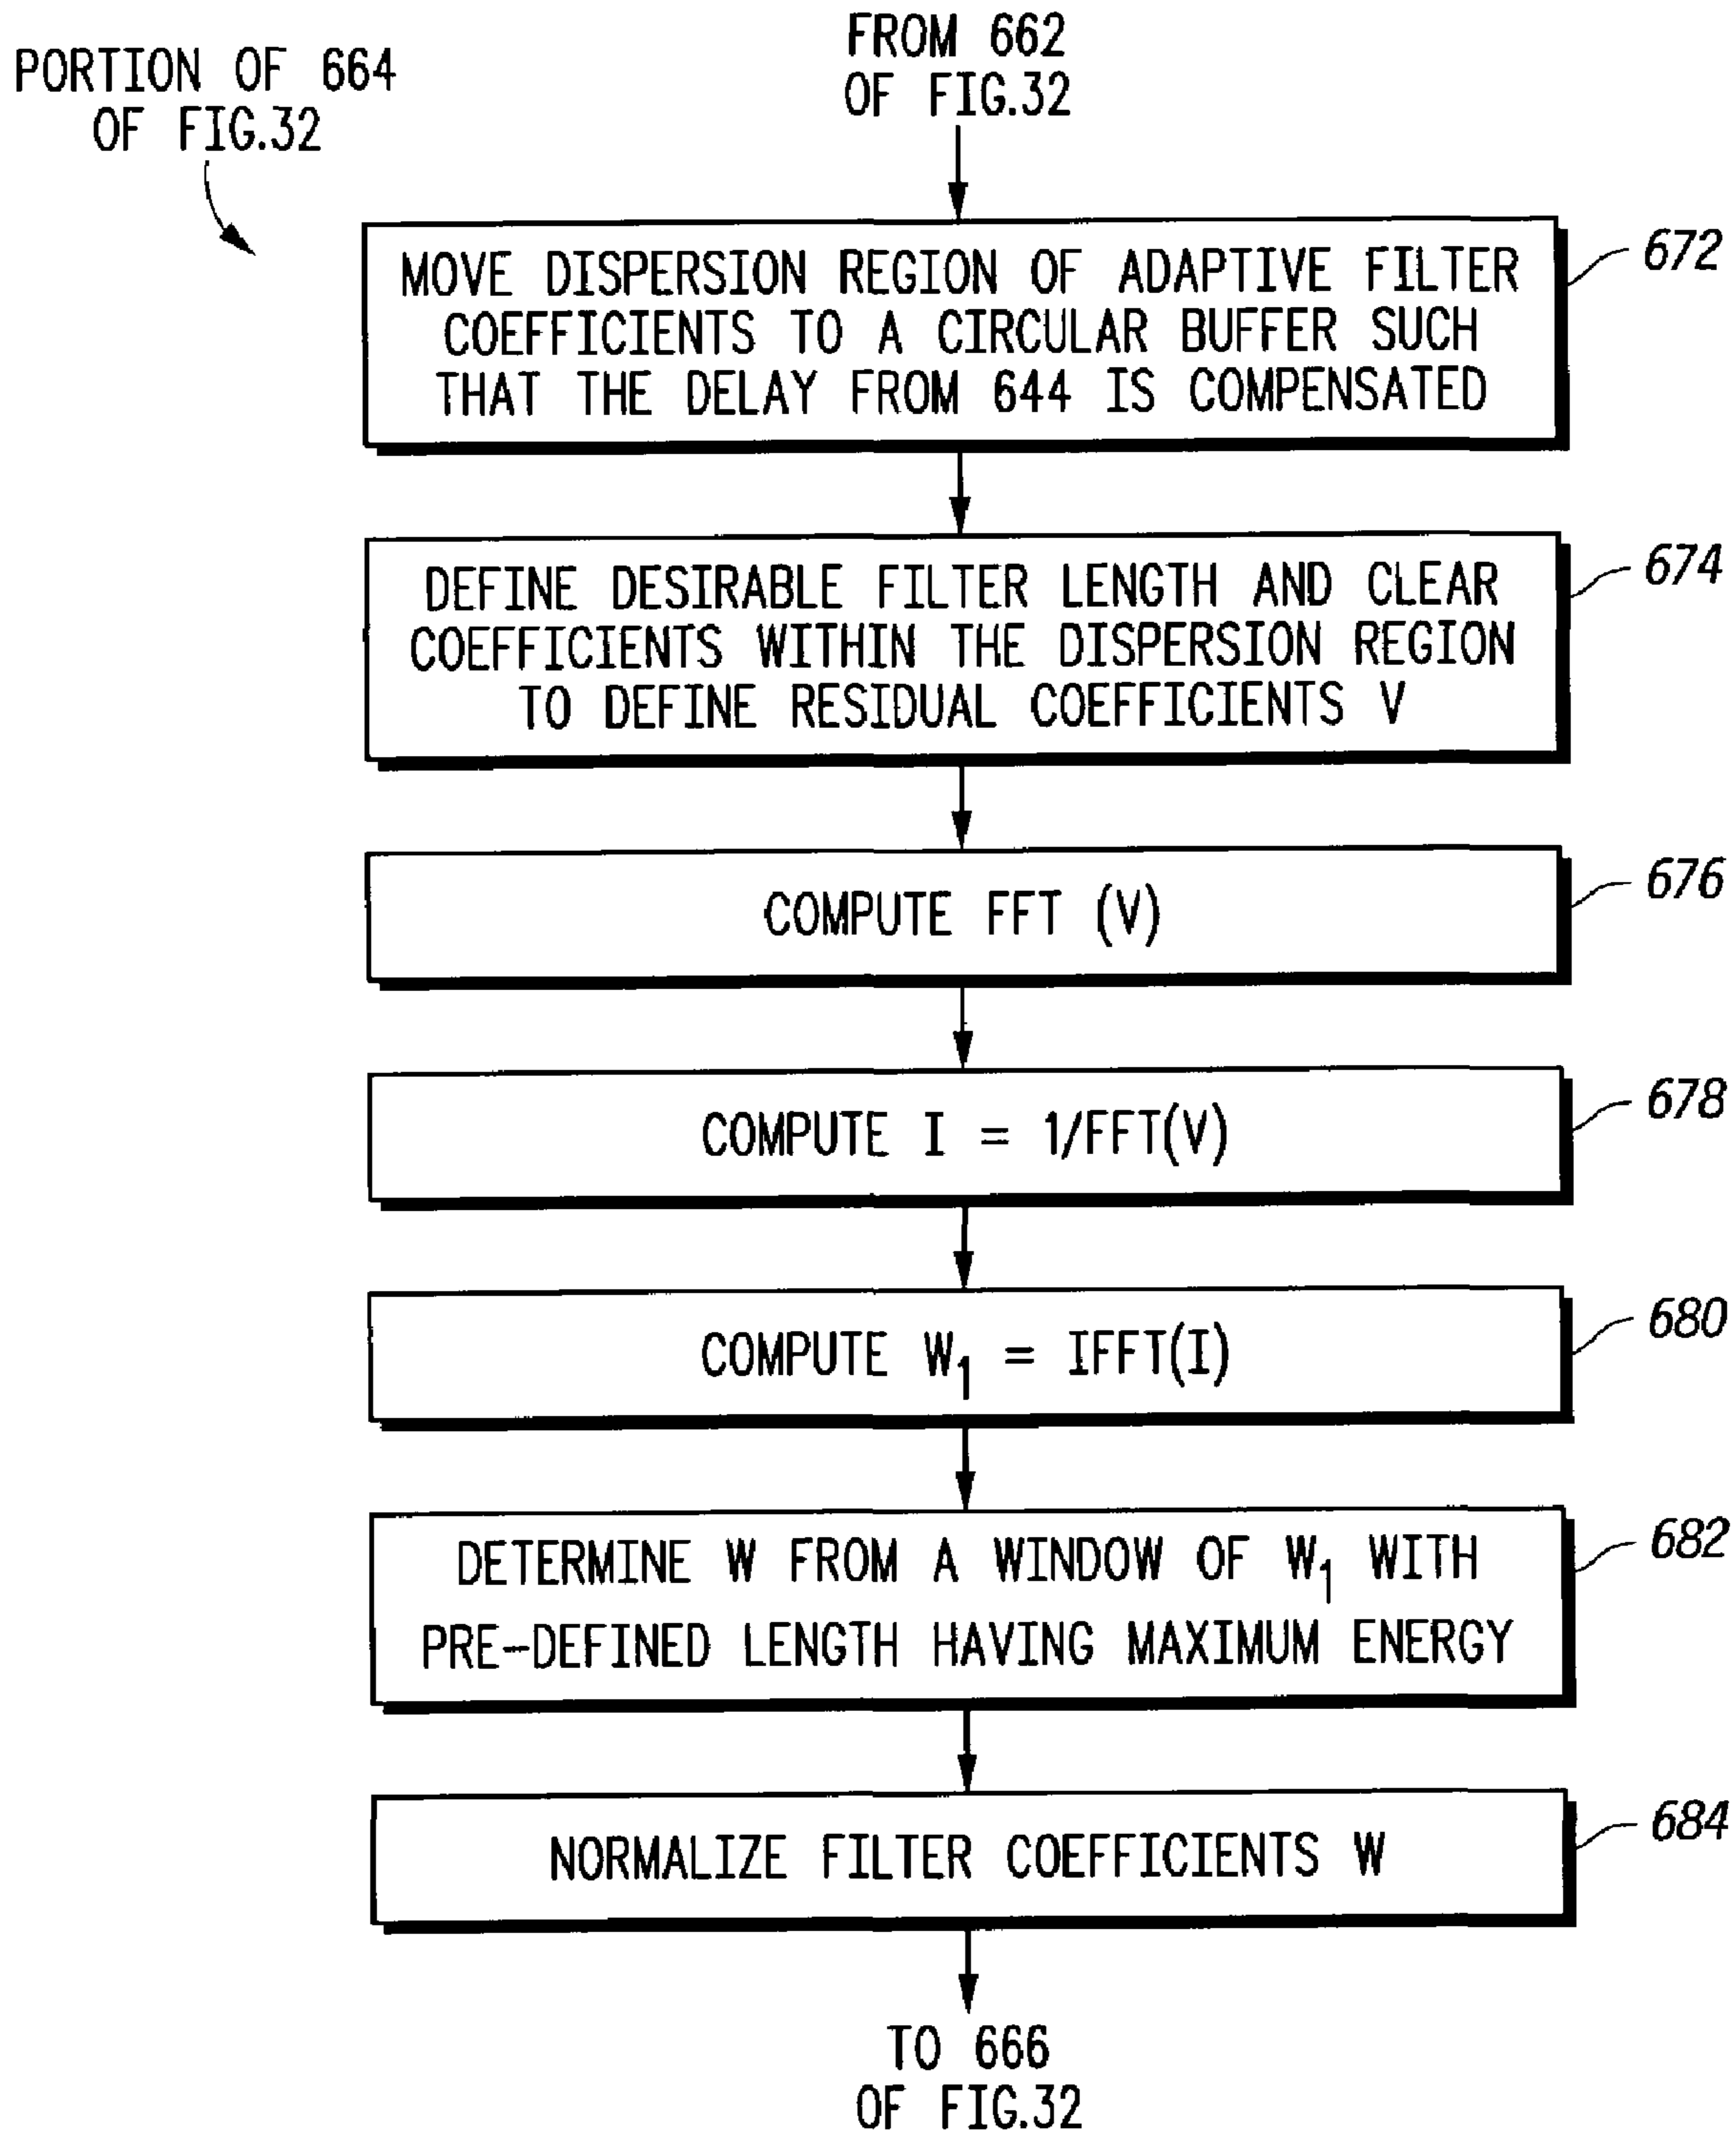 PORTION OF 664
OF FIG.32
FROM 662
OF FIG.32
MOVE DISPERSION REGION OF ADAPTIVE FILTER
COEFFICIENTS TO A CIRCULAR BUFFER SUCH
THAT THE DELAY FROM 644 IS COMPENSATED
672
DEFINE DESIRABLE FILTER LENGTH AND CLEAR
COEFFICIENTS WITHIN THE DISPERSION REGION
TO DEFINE RESIDUAL COEFFICIENTS V
674
COMPUTE FFT (V)
676
COMPUTE I = 1/FFT(V)
678
COMPUTE W1 = IFFT(I)
680
DETERMINE W FROM A WINDOW OF W1 WITH
PRE-DEFINED LENGTH HAVING MAXIMUM ENERGY
682
NORMALIZE FILTER COEFFICIENTS W
684
TO 666
OF FIG.32